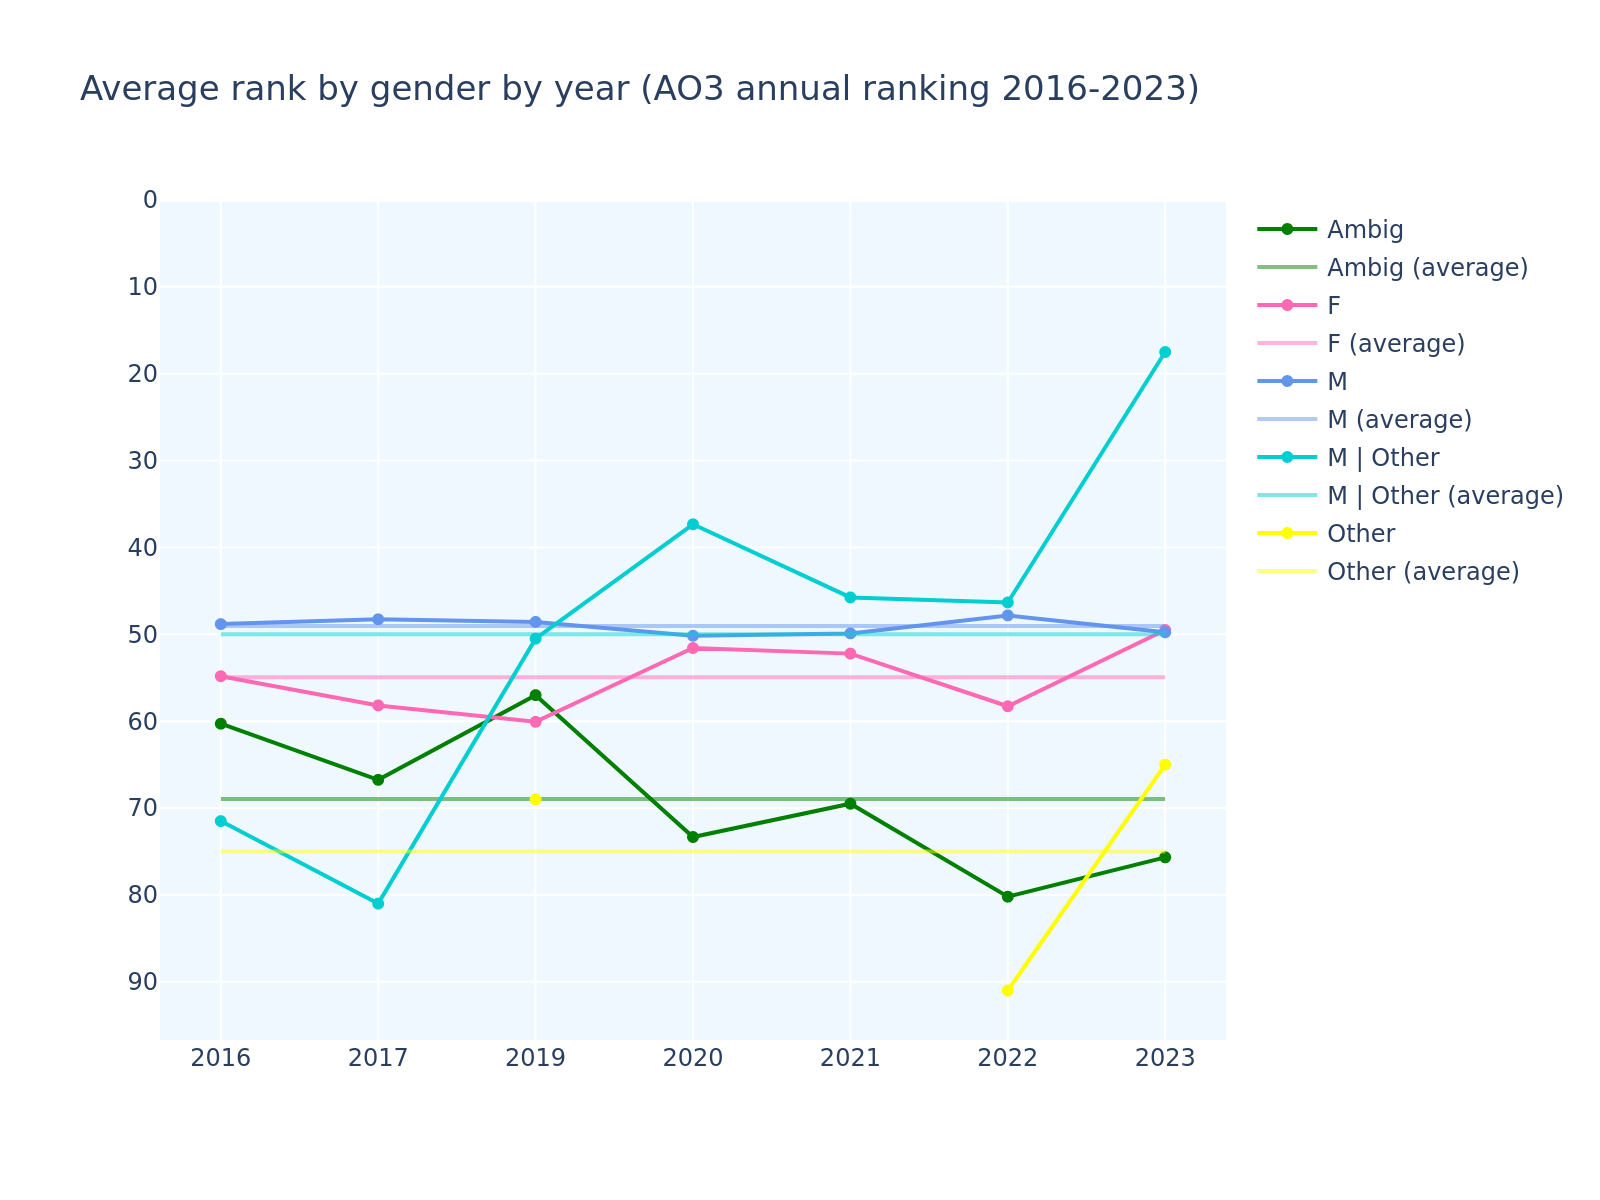 Average rank by gender by year (AO3 annual ranking 2016-2023)
0
10
20
30
40
50
60
70
80
90
2016 2017 2019 2020 2021 2022 2023
Ambig
Ambig (average)
F
F (average)
M
M (average)
M | Other
M | Other (average)
Other
Other (average)